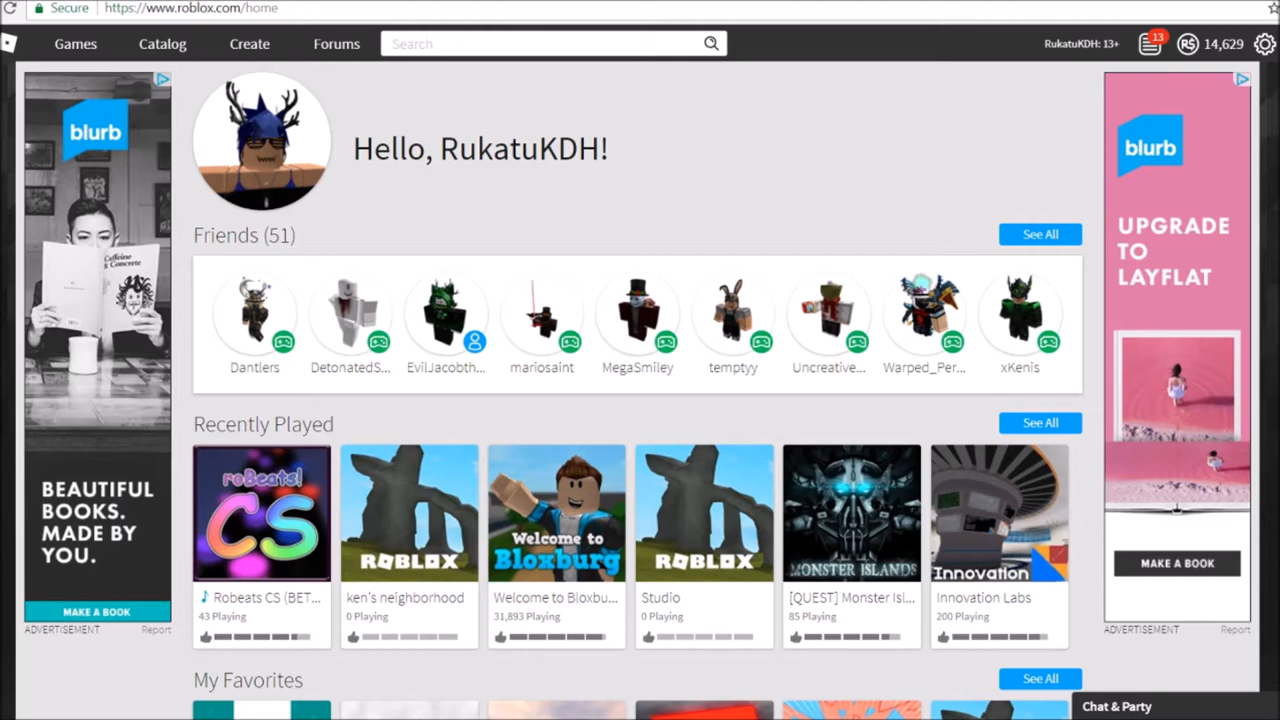 Secure https://www.roblox.com/home
Games Catalog Create Forums Search RukatuKDH: 13+ 13 R$ 14,629
blurb
Caffeine
& Concrete
BEAUTIFUL
BOOKS.
MADE BY
YOU.
MAKE A BOOK
ADVERTISEMENT Report
Hello, RukatuKDH!
Friends (51) See All
Dantlers DetonatedS... EvilJacobth... mariosaint MegaSmiley temptyy Uncreative... Warped_Per... xKenis
Recently Played See All
roBeats!
CS
ROBLOX
Welcome to
Bloxburg
ROBLOX
MONSTER ISLANDS
Innovation
Robeats CS (BET... ken's neighborhood Welcome to Bloxbu... Studio [QUEST] Monster Isl... Innovation Labs
43 Playing 0 Playing 31,893 Playing 0 Playing 85 Playing 200 Playing
My Favorites See All
blurb
UPGRADE
TO
LAYFLAT
MAKE A BOOK
ADVERTISEMENT Report
Chat & Party